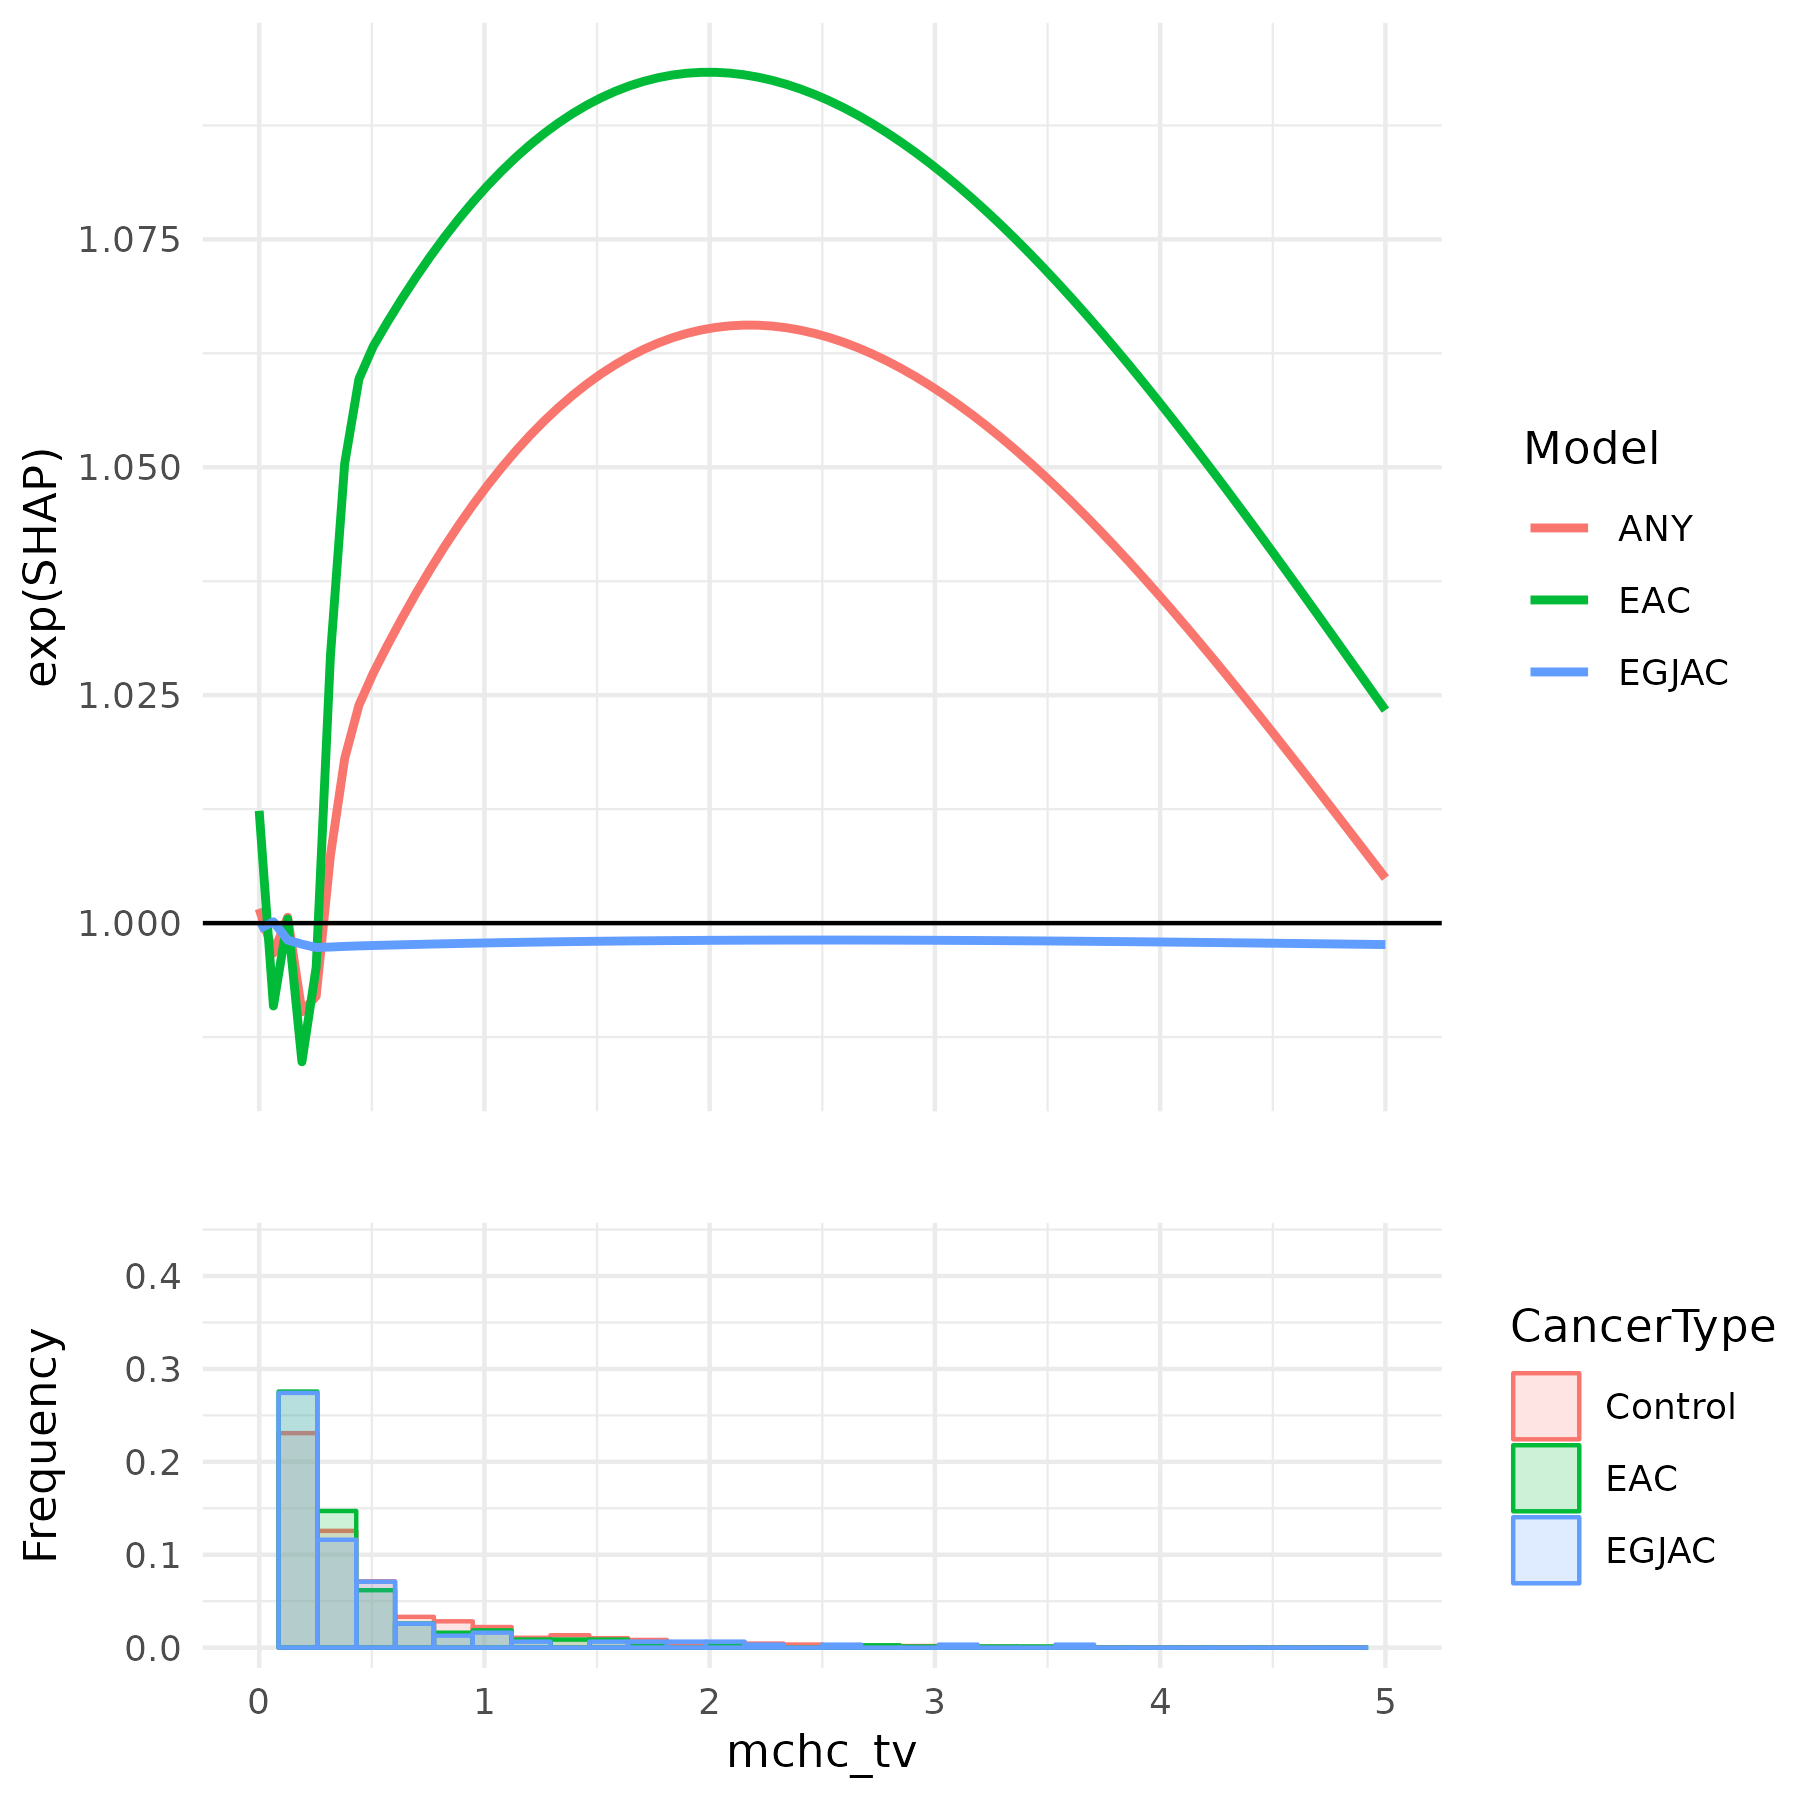 exp(SHAP)
1.075
1.050
1.025
1.000
Model
ANY
EAC
EGJAC
Frequency
0.4
0.3
0.2
0.1
0.0
0 1 2 3 4 5
mchc_tv
CancerType
Control
EAC
EGJAC